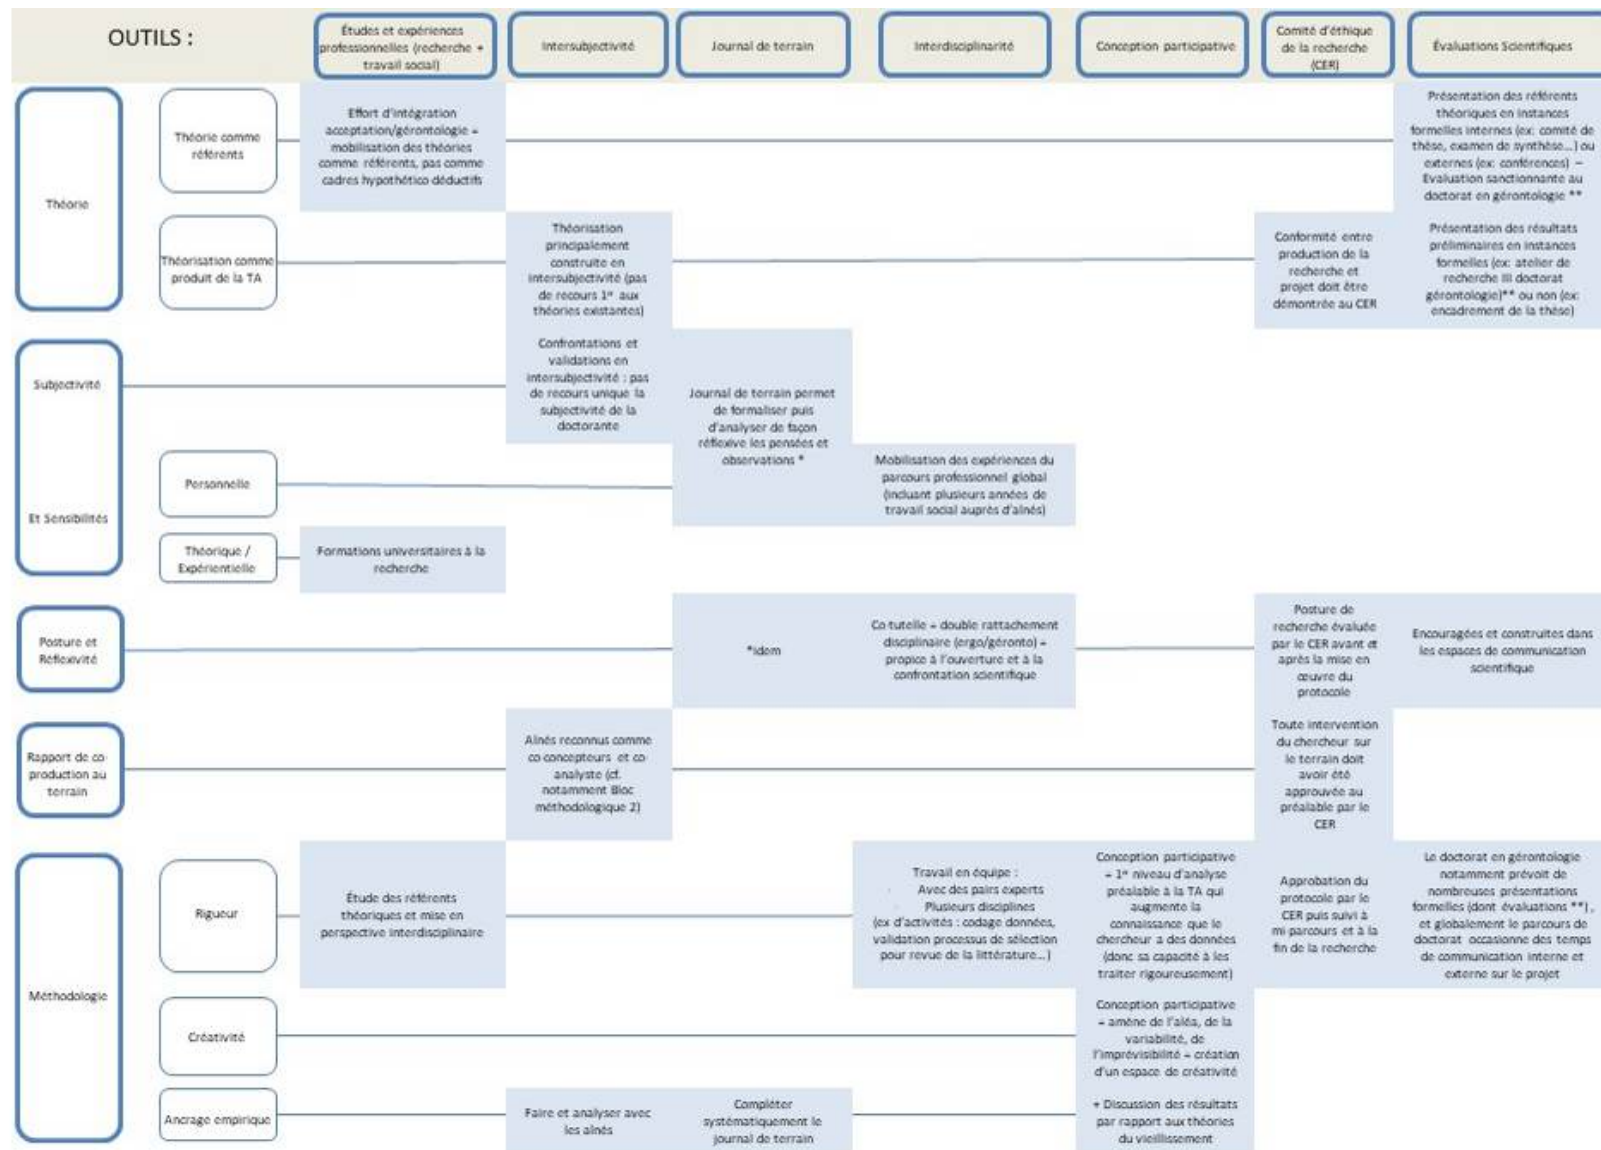 OUTILS :
Études et expériences
professionnelles (recherche +
travail social)
Intersubjectivité
Journal de terrain
Interdisciplinarité
Conception participative
Comité d'éthique
de la recherche
(CER)
Évaluations Scientifiques
Théorie
Théorie comme
référents
Effort d'intégration
acceptation/gérontologie =
mobilisation des théories
comme référents, pas comme
cadres hypothético déductifs
Présentation des référents
théoriques en instances
formelles internes (ex: comité de
thèse, examen de synthèse...) ou
externes (ex: conférences) –
Evaluation sanctionnante au
doctorat en gérontologie **
Théorisation comme
produit de la TA
Théorisation
principalement
construite en
intersubjectivité (pas
de recours 1er aux
théories existantes)
Conformité entre
production de la
recherche et
projet doit être
démontrée au CER
Présentation des résultats
préliminaires en instances
formelles (ex: atelier de
recherche III doctorat
gérontologie)** ou non (ex:
encadrement de la thèse)
Subjectivité
Et Sensibilités
Confrontations et
validations en
intersubjectivité : pas
de recours unique la
subjectivité de la
doctorante
Journal de terrain permet
de formaliser puis
d'analyser de façon
réflexive les pensées et
observations *
Personnelle
Mobilisation des expériences du
parcours professionnel global
(incluant plusieurs années de
travail social auprès d'aînés)
Théorique /
Expérientielle
Formations universitaires à la
recherche
Posture et
Réflexivité
*idem
Co tutelle = double rattachement
disciplinaire (ergo/géronto) =
propice à l'ouverture et à la
confrontation scientifique
Posture de
recherche évaluée
par le CER avant et
après la mise en
œuvre du
protocole
Encouragées et construites dans
les espaces de communication
scientifique
Rapport de co
production au
terrain
Aînés reconnus comme
co concepteurs et co
analyste (cf.
notamment Bloc
méthodologique 2)
Toute intervention
du chercheur sur
le terrain doit
avoir été
approuvée au
préalable par le
CER
Méthodologie
Rigueur
Étude des référents
théoriques et mise en
perspective interdisciplinaire
Travail en équipe :
Avec des pairs experts
Plusieurs disciplines
(ex d'activités : codage données,
validation processus de sélection
pour revue de la littérature...)
Conception participative
= 1er niveau d'analyse
préalable à la TA qui
augmente la
connaissance que le
chercheur a des données
(donc sa capacité à les
traiter rigoureusement)
Approbation du
protocole par le
CER puis suivi à
mi parcours et à la
fin de la recherche
Le doctorat en gérontologie
notamment prévoit de
nombreuses présentations
formelles (dont évaluations **) ,
et globalement le parcours de
doctorat occasionne des temps
de communication interne et
externe sur le projet
Créativité
Conception participative
= amène de l'aléa, de la
variabilité, de
l'imprévisibilité = création
d'un espace de créativité
Ancrage empirique
Faire et analyser avec
les aînés
Compléter
systématiquement le
journal de terrain
+ Discussion des résultats
par rapport aux théories
du vieillissement